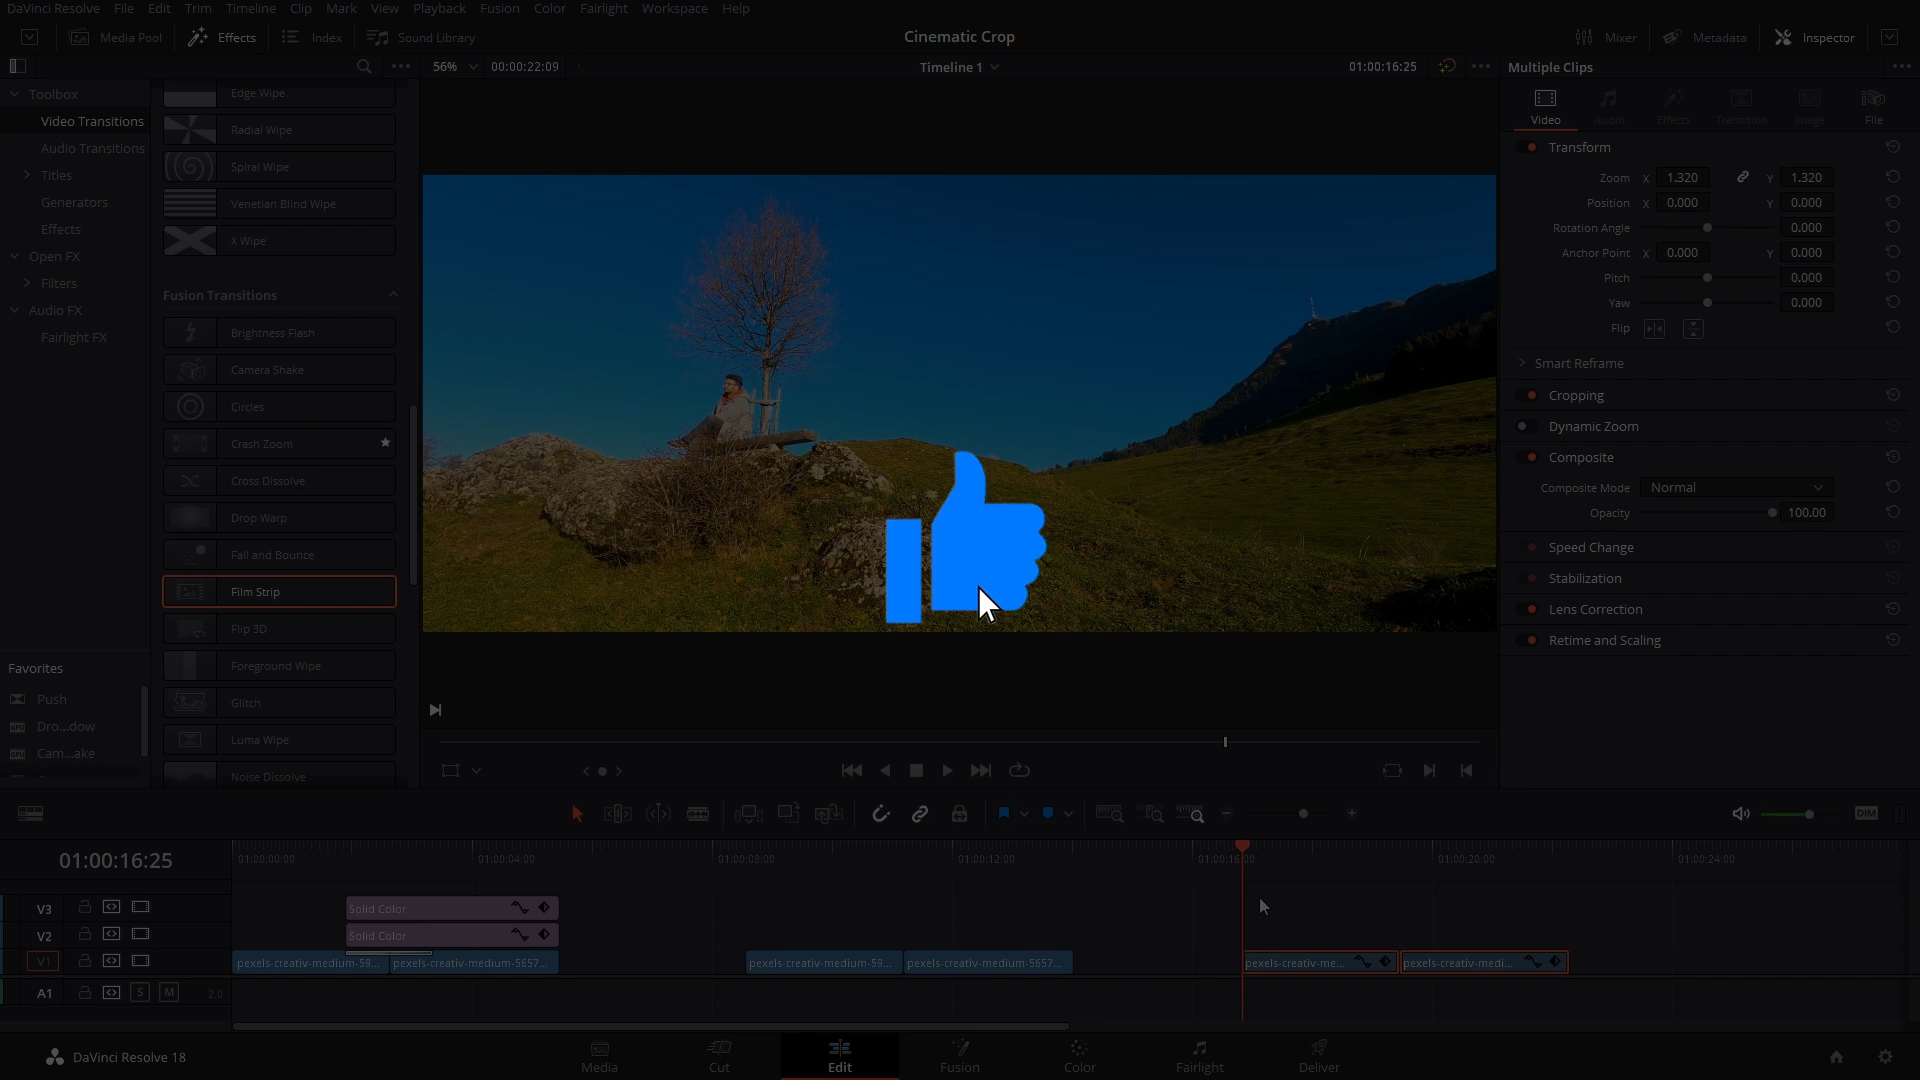 DaVinci Resolve File Edit Trim Timeline Clip Mark View Playback Fusion Color Fairlight Workspace Help
Media Pool Effects Index Sound Library Cinematic Crop Mixer Metadata Inspector
56% 00:00:22:09 Timeline 1 01:00:16:25 Multiple Clips
Toolbox
Video Transitions
Audio Transitions
Titles
Generators
Effects
Open FX
Filters
Audio FX
Fairlight FX
Favorites
Push
Dro...dow
Cam...ake
Edge Wipe
Radial Wipe
Spiral Wipe
Venetian Blind Wipe
X Wipe
Fusion Transitions
Brightness Flash
Camera Shake
Circles
Crash Zoom
Cross Dissolve
Drop Warp
Fall and Bounce
Film Strip
Flip 3D
Foreground Wipe
Glitch
Luma Wipe
Noise Dissolve
Video Audio Effects Transition Image File
Transform
Zoom X 1.320 Y 1.320
Position X 0.000 Y 0.000
Rotation Angle 0.000
Anchor Point X 0.000 Y 0.000
Pitch 0.000
Yaw 0.000
Flip
Smart Reframe
Cropping
Dynamic Zoom
Composite
Composite Mode Normal
Opacity 100.00
Speed Change
Stabilization
Lens Correction
Retime and Scaling
DIM
01:00:16:25
01:00:00:00 01:00:04:00 01:00:08:00 01:00:12:00 01:00:16:00 01:00:20:00 01:00:24:00
V3 Solid Color
V2 Solid Color
V1 pexels-creativ-medium-59... pexels-creativ-medium-5657... pexels-creativ-medium-59... pexels-creativ-medium-5657... pexels-creativ-me... pexels-creativ-medi...
A1 S M 2.0
DaVinci Resolve 18 Media Cut Edit Fusion Color Fairlight Deliver